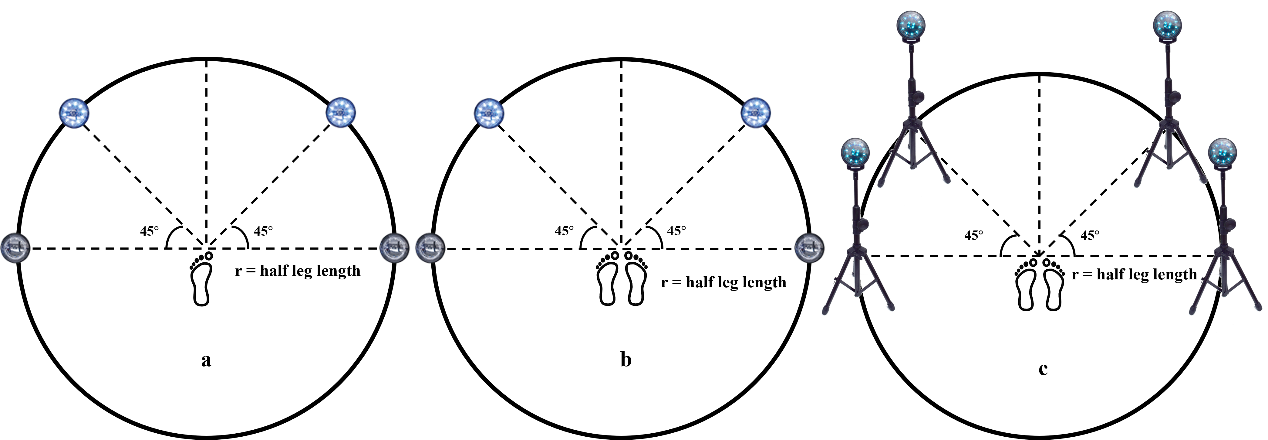 45°
45°
r = half leg length
a
45°
45°
r = half leg length
b
45°
45°
r = half leg length
c